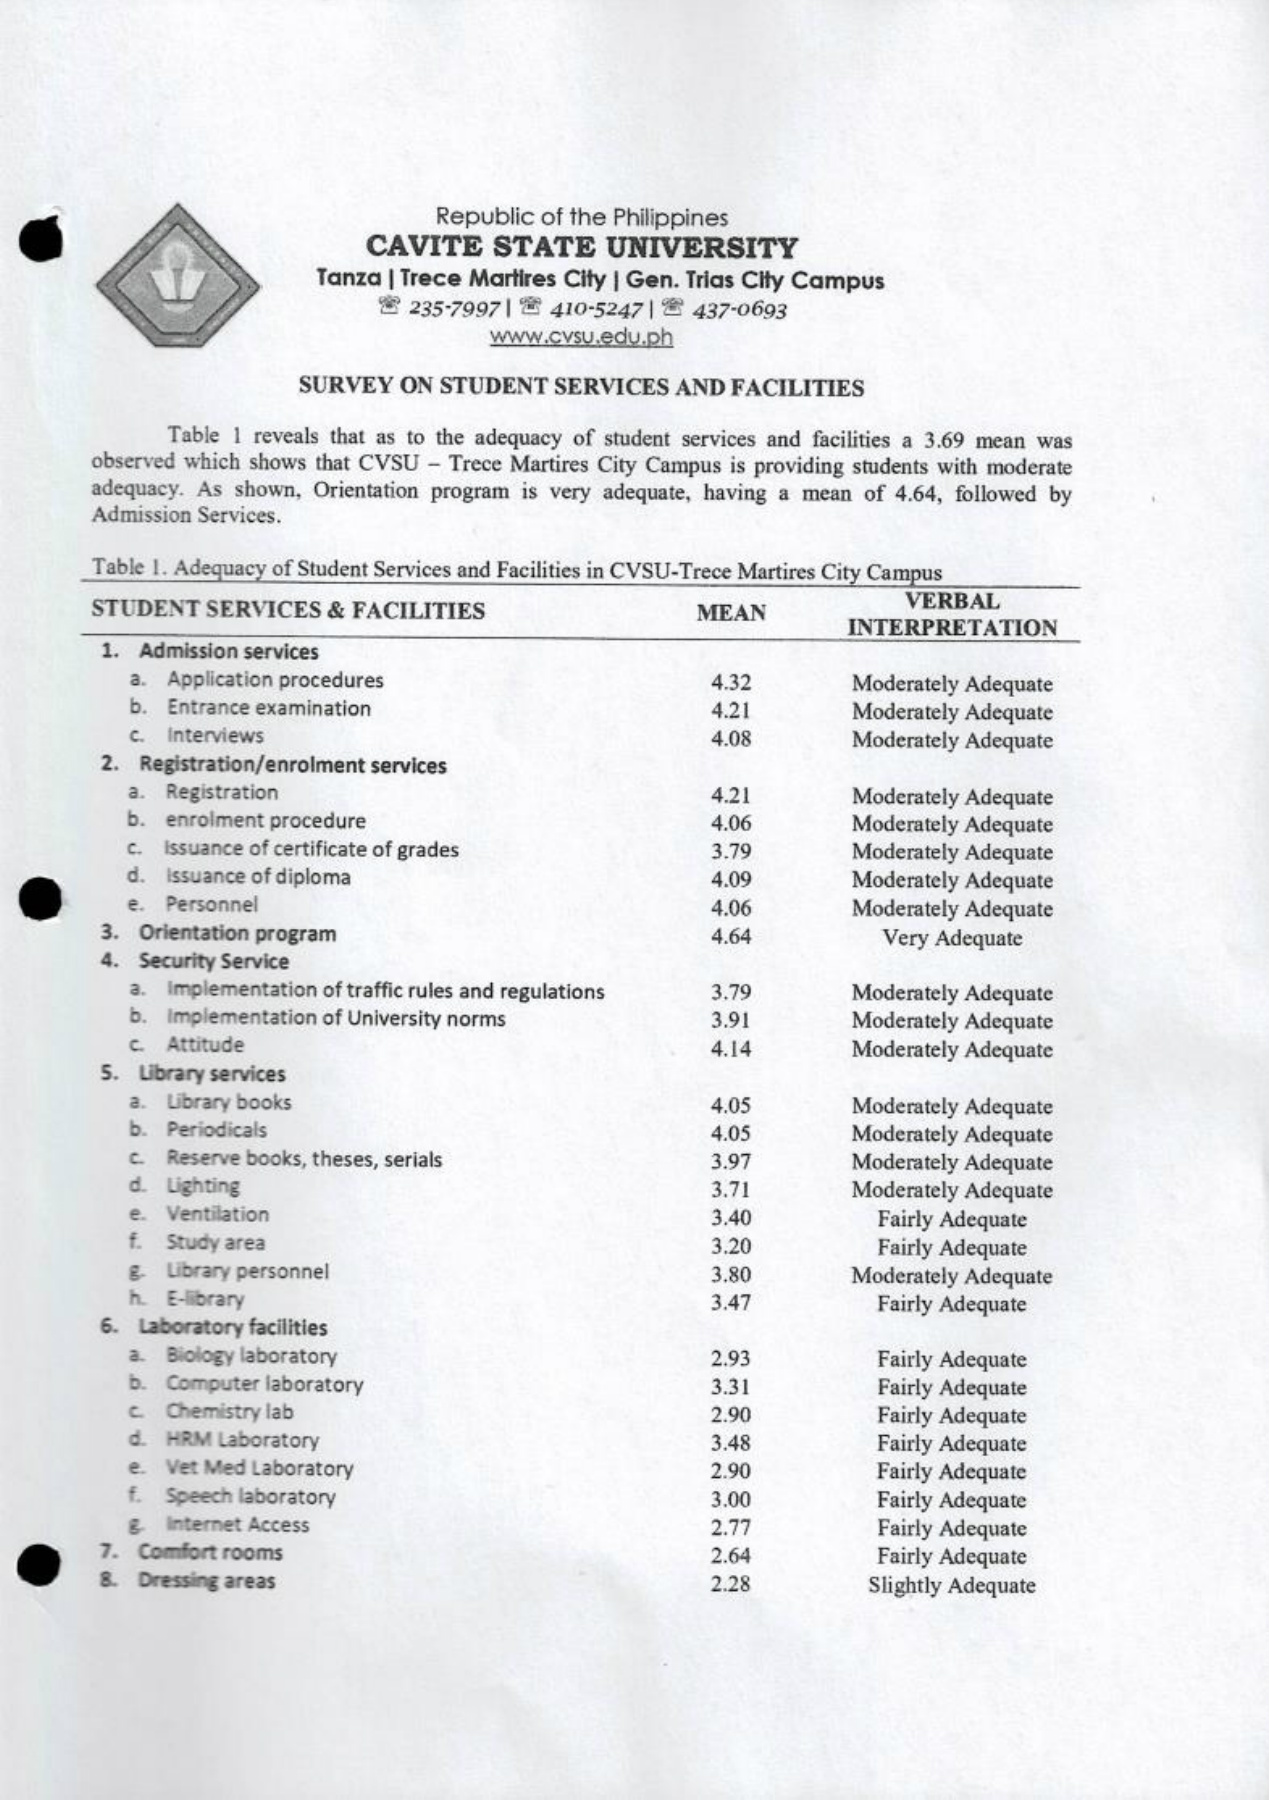 Republic of the Philippines
CAVITE STATE UNIVERSITY
Tanza | Trece Martires City | Gen. Trias City Campus
☏ 235-7997 | ☏ 410-5247 | ☏ 437-0693
www.cvsu.edu.ph
SURVEY ON STUDENT SERVICES AND FACILITIES
Table 1 reveals that as to the adequacy of student services and facilities a 3.69 mean was
observed which shows that CVSU – Trece Martires City Campus is providing students with moderate
adequacy. As shown, Orientation program is very adequate, having a mean of 4.64, followed by
Admission Services.
Table 1. Adequacy of Student Services and Facilities in CVSU-Trece Martires City Campus
STUDENT SERVICES & FACILITIES MEAN VERBAL INTERPRETATION
1. Admission services
a. Application procedures 4.32 Moderately Adequate
b. Entrance examination 4.21 Moderately Adequate
c. Interviews 4.08 Moderately Adequate
2. Registration/enrolment services
a. Registration 4.21 Moderately Adequate
b. enrolment procedure 4.06 Moderately Adequate
c. Issuance of certificate of grades 3.79 Moderately Adequate
d. Issuance of diploma 4.09 Moderately Adequate
e. Personnel 4.06 Moderately Adequate
3. Orientation program 4.64 Very Adequate
4. Security Service
a. Implementation of traffic rules and regulations 3.79 Moderately Adequate
b. Implementation of University norms 3.91 Moderately Adequate
c. Attitude 4.14 Moderately Adequate
5. Library services
a. Library books 4.05 Moderately Adequate
b. Periodicals 4.05 Moderately Adequate
c. Reserve books, theses, serials 3.97 Moderately Adequate
d. Lighting 3.71 Moderately Adequate
e. Ventilation 3.40 Fairly Adequate
f. Study area 3.20 Fairly Adequate
g. Library personnel 3.80 Moderately Adequate
h. E-library 3.47 Fairly Adequate
6. Laboratory facilities
a. Biology laboratory 2.93 Fairly Adequate
b. Computer laboratory 3.31 Fairly Adequate
c. Chemistry lab 2.90 Fairly Adequate
d. HRM Laboratory 3.48 Fairly Adequate
e. Vet Med Laboratory 2.90 Fairly Adequate
f. Speech laboratory 3.00 Fairly Adequate
g. Internet Access 2.77 Fairly Adequate
7. Comfort rooms 2.64 Fairly Adequate
8. Dressing areas 2.28 Slightly Adequate